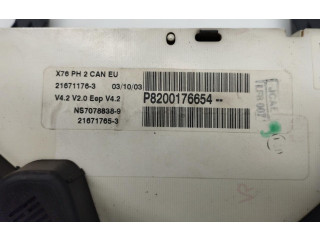 X76 PH 2 CAN EU
21671176-3 03/10/03
V4.2 V2.0 Eep V4.2
NS7078838-9
21671765-3
P8200176654